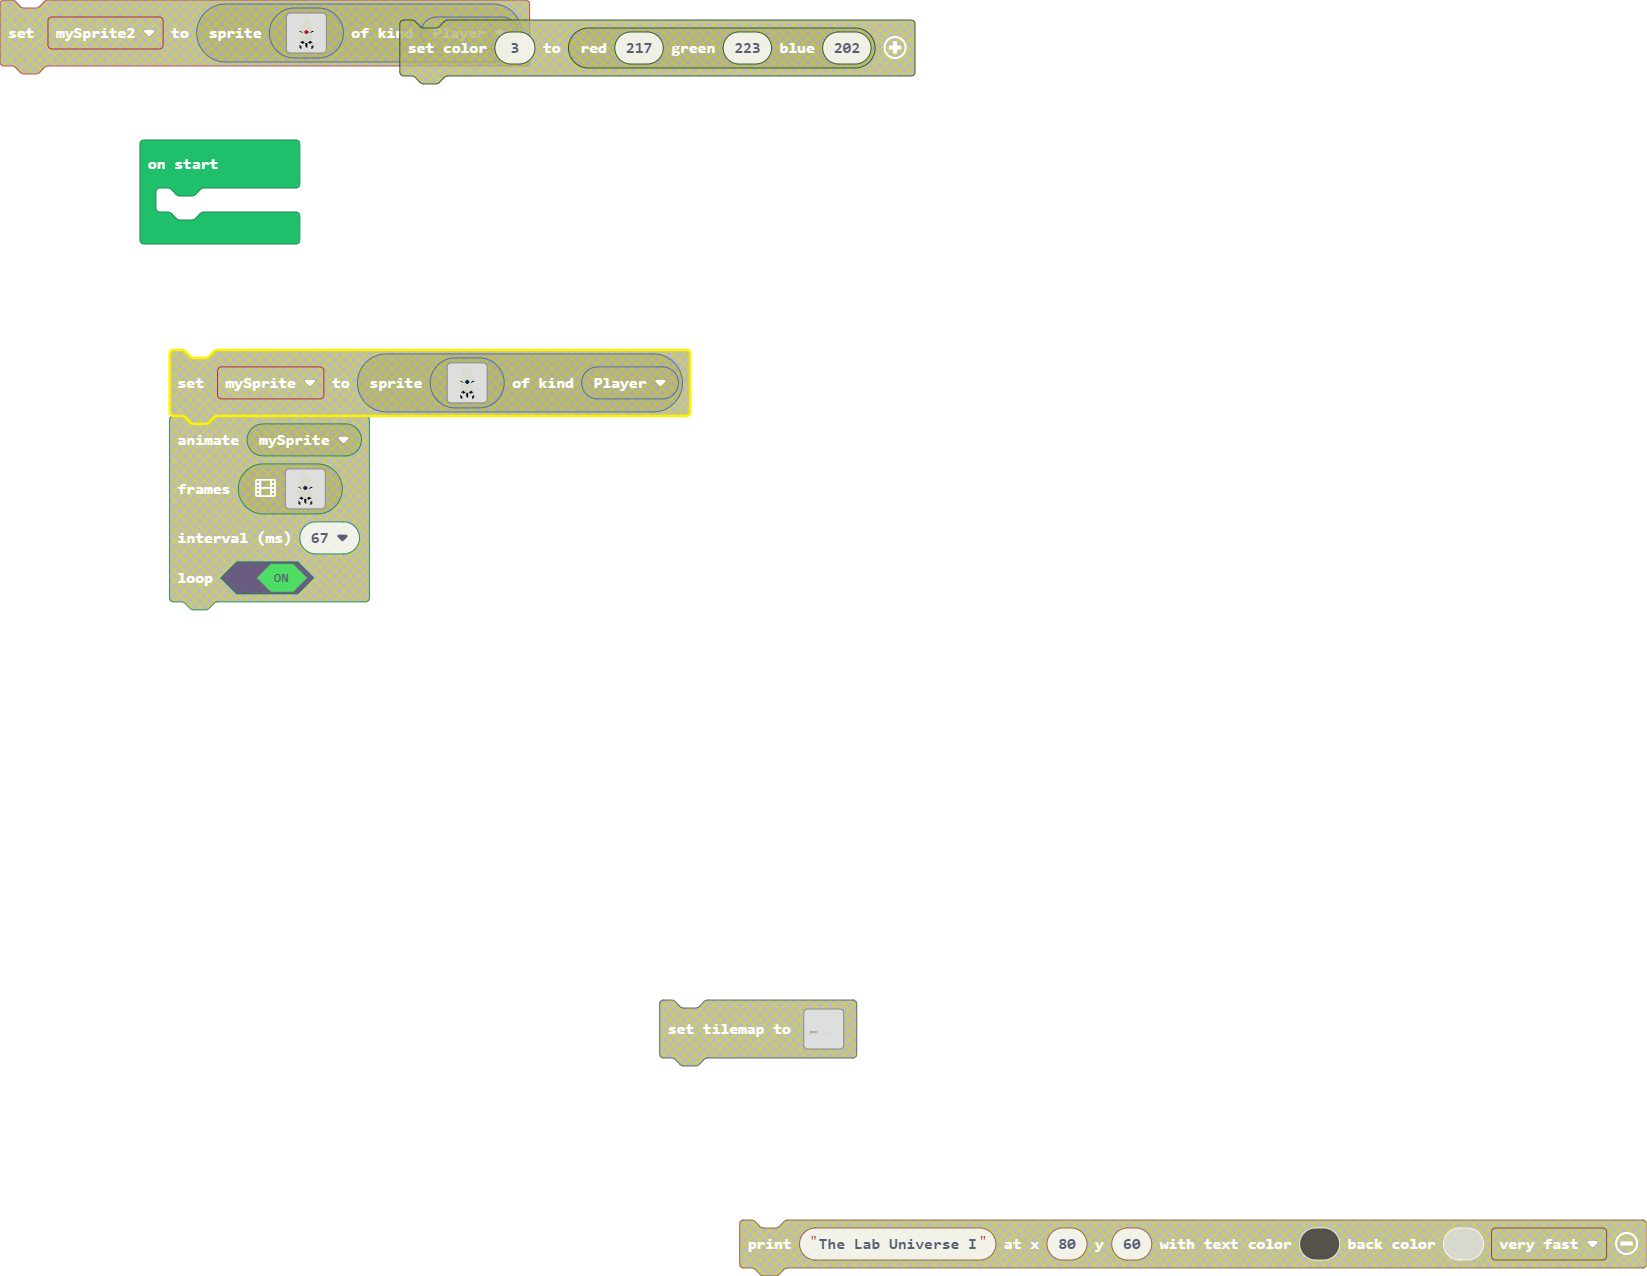 set mySprite2 to sprite of kind Player
set color 3 to red 217 green 223 blue 202
on start
set mySprite to sprite of kind Player
animate mySprite
frames
interval (ms) 67
loop ON
set tilemap to
print "The Lab Universe I" at x 80 y 60 with text color back color very fast